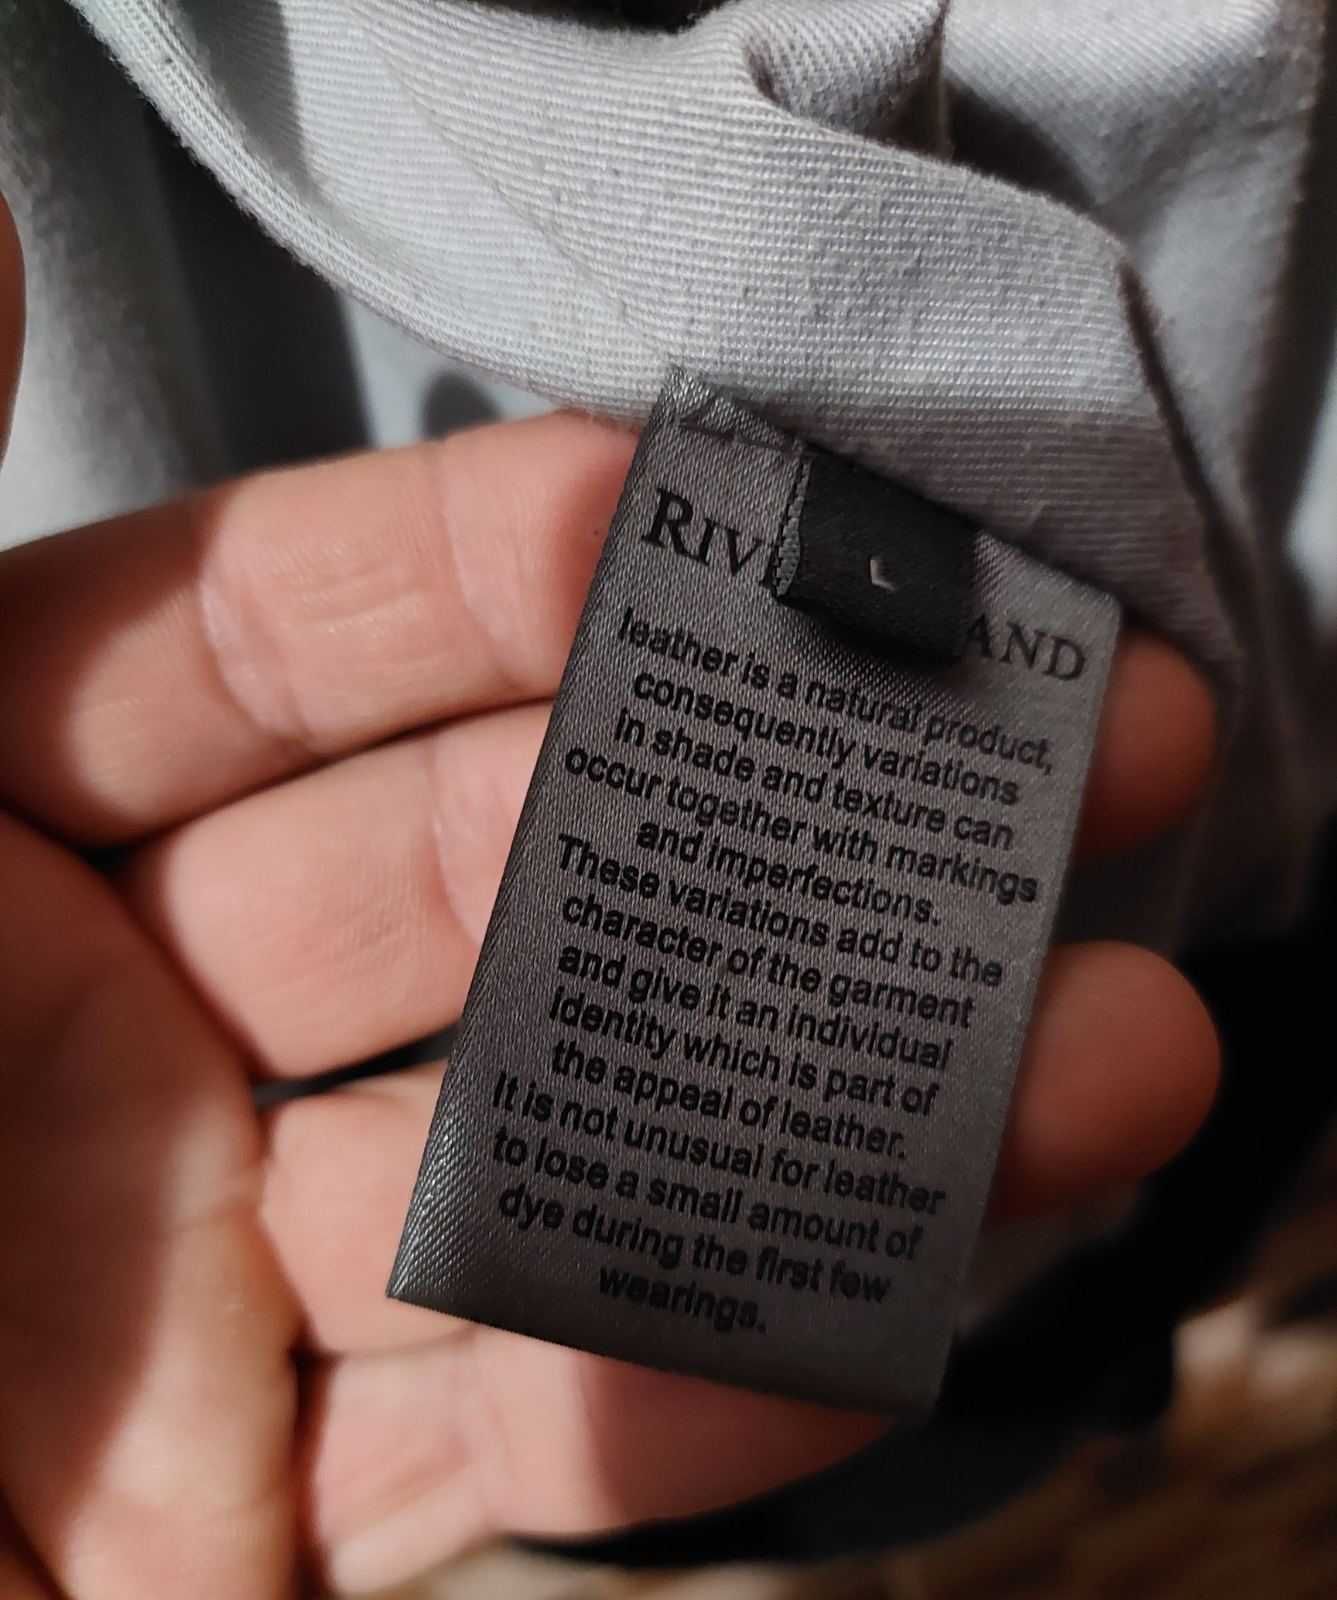 RIV AND
L
leather is a natural product,
consequently variations
in shade and texture can
occur together with markings
and imperfections.
These variations add to the
character of the garment
and give it an individual
identity which is part of
the appeal of leather.
It is not unusual for leather
to lose a small amount of
dye during the first few
wearings.